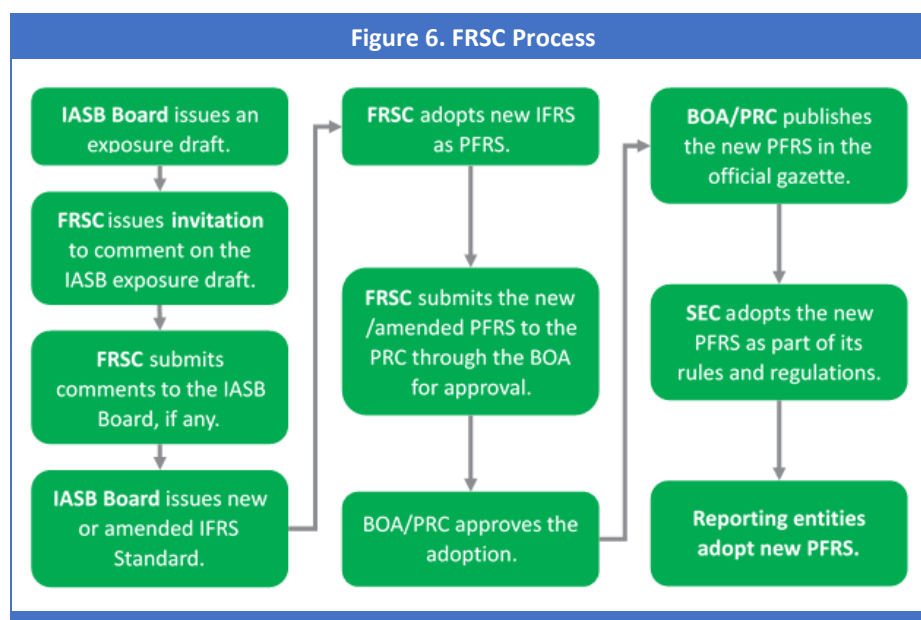 Figure 6. FRSC Process
IASB Board issues an
exposure draft.
FRSC issues invitation
to comment on the
IASB exposure draft.
FRSC submits
comments to the IASB
Board, if any.
IASB Board issues new
or amended IFRS
Standard.
FRSC adopts new IFRS
as PFRS.
FRSC submits the new
/amended PFRS to the
PRC through the BOA
for approval.
BOA/PRC approves the
adoption.
BOA/PRC publishes
the new PFRS in the
official gazette.
SEC adopts the new
PFRS as part of its
rules and regulations.
Reporting entities
adopt new PFRS.